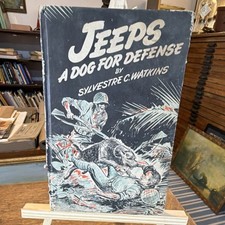 JEEPS
A DOG FOR DEFENSE
BY
SYLVESTRE C. WATKINS